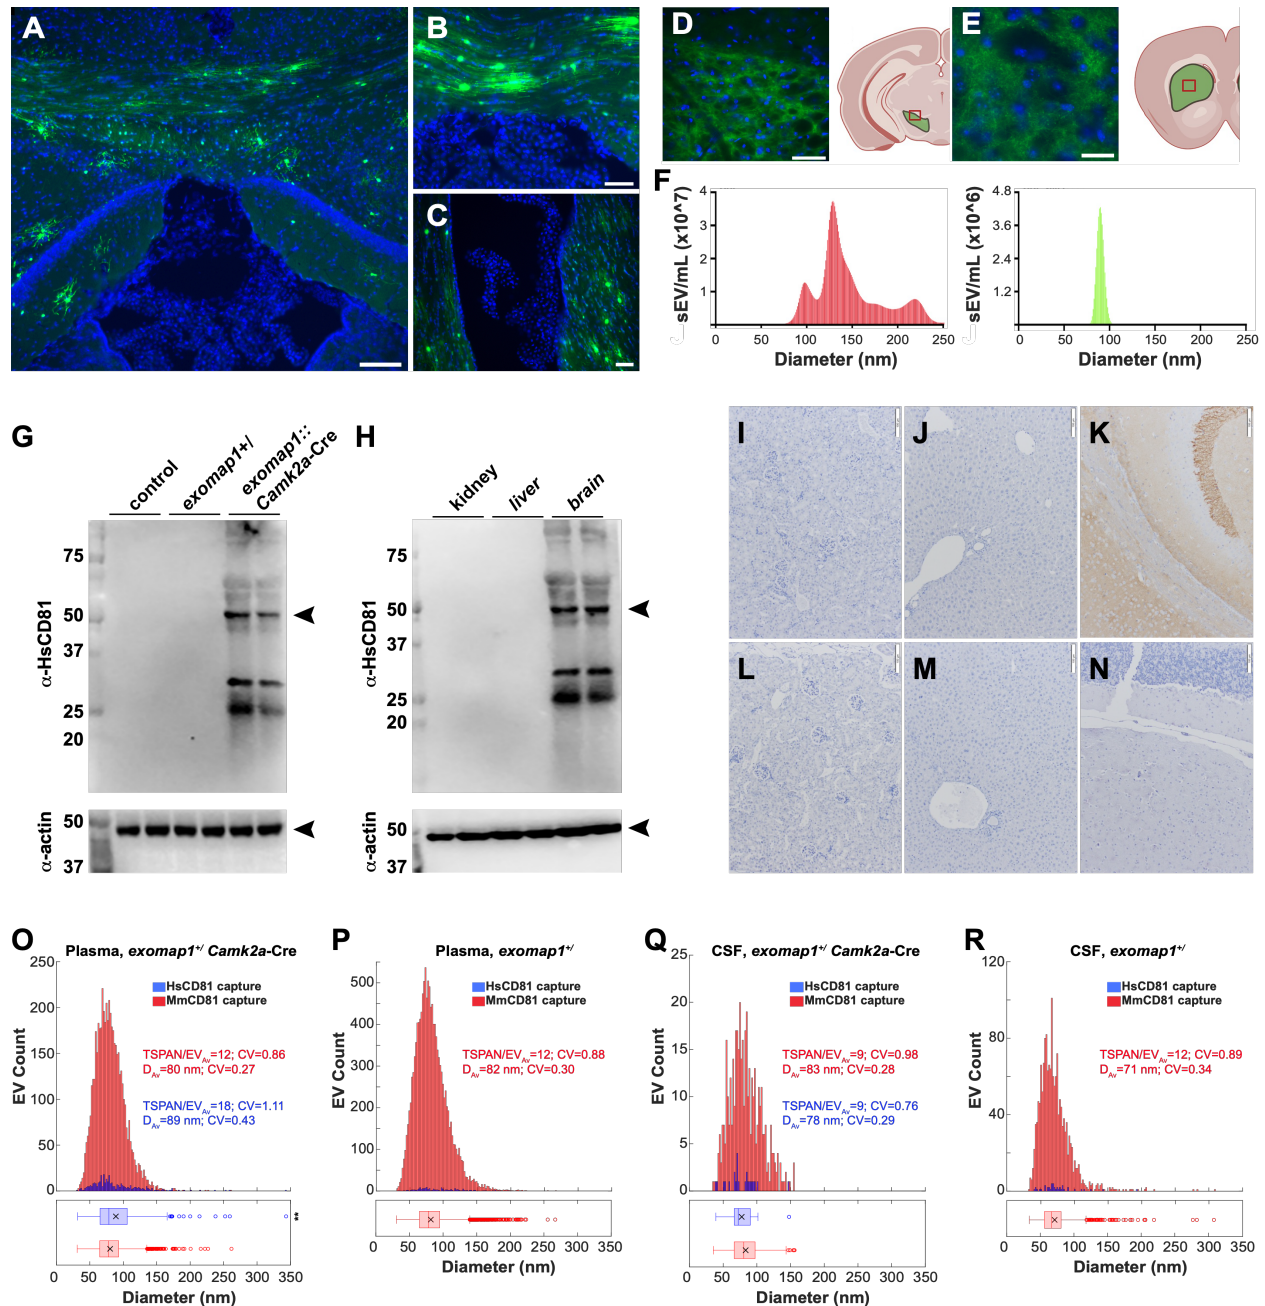 A
B
C
D
E
F
4
3
2
1
sEV/mL (x10^7)
0 50 100 150 200 250
Diameter (nm)
4.8
3.6
2.4
1.2
sEV/mL (x10^6)
0 50 100 150 200 250
Diameter (nm)
G
control
exomap1+/
exomap1::
Camk2a-Cre
75
50
37
25
20
α-HsCD81
50
37
α-actin
H
kidney
liver
brain
75
50
37
25
20
α-HsCD81
50
37
α-actin
I
J
K
L
M
N
O
Plasma, exomap1+/ Camk2a-Cre
250
200
150
100
50
0
EV Count
HsCD81 capture
MmCD81 capture
TSPAN/EVAv=12; CV=0.86
DAv=80 nm; CV=0.27
TSPAN/EVAv=18; CV=1.11
DAv=89 nm; CV=0.43
**
0 50 100 150 200 250 300 350
Diameter (nm)
P
Plasma, exomap1+/
500
400
300
200
100
0
EV Count
HsCD81 capture
MmCD81 capture
TSPAN/EVAv=12; CV=0.88
DAv=82 nm; CV=0.30
0 50 100 150 200 250 300 350
Diameter (nm)
Q
CSF, exomap1+/ Camk2a-Cre
25
20
15
10
5
0
EV Count
HsCD81 capture
MmCD81 capture
TSPAN/EVAv=9; CV=0.98
DAv=83 nm; CV=0.28
TSPAN/EVAv=9; CV=0.76
DAv=78 nm; CV=0.29
0 50 100 150 200 250 300 350
Diameter (nm)
R
CSF, exomap1+/
120
80
40
0
EV Count
HsCD81 capture
MmCD81 capture
TSPAN/EVAv=12; CV=0.89
DAv=71 nm; CV=0.34
0 50 100 150 200 250 300 350
Diameter (nm)